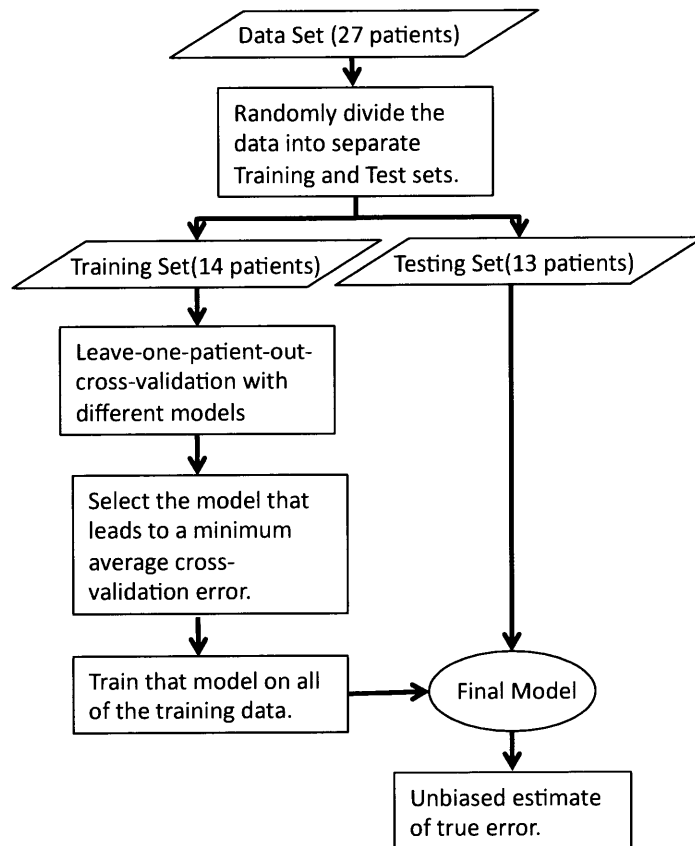 Data Set (27 patients)
Randomly divide the
data into separate
Training and Test sets.
Training Set(14 patients)
Testing Set(13 patients)
Leave-one-patient-out-
cross-validation with
different models
Select the model that
leads to a minimum
average cross-
validation error.
Train that model on all
of the training data.
Final Model
Unbiased estimate
of true error.